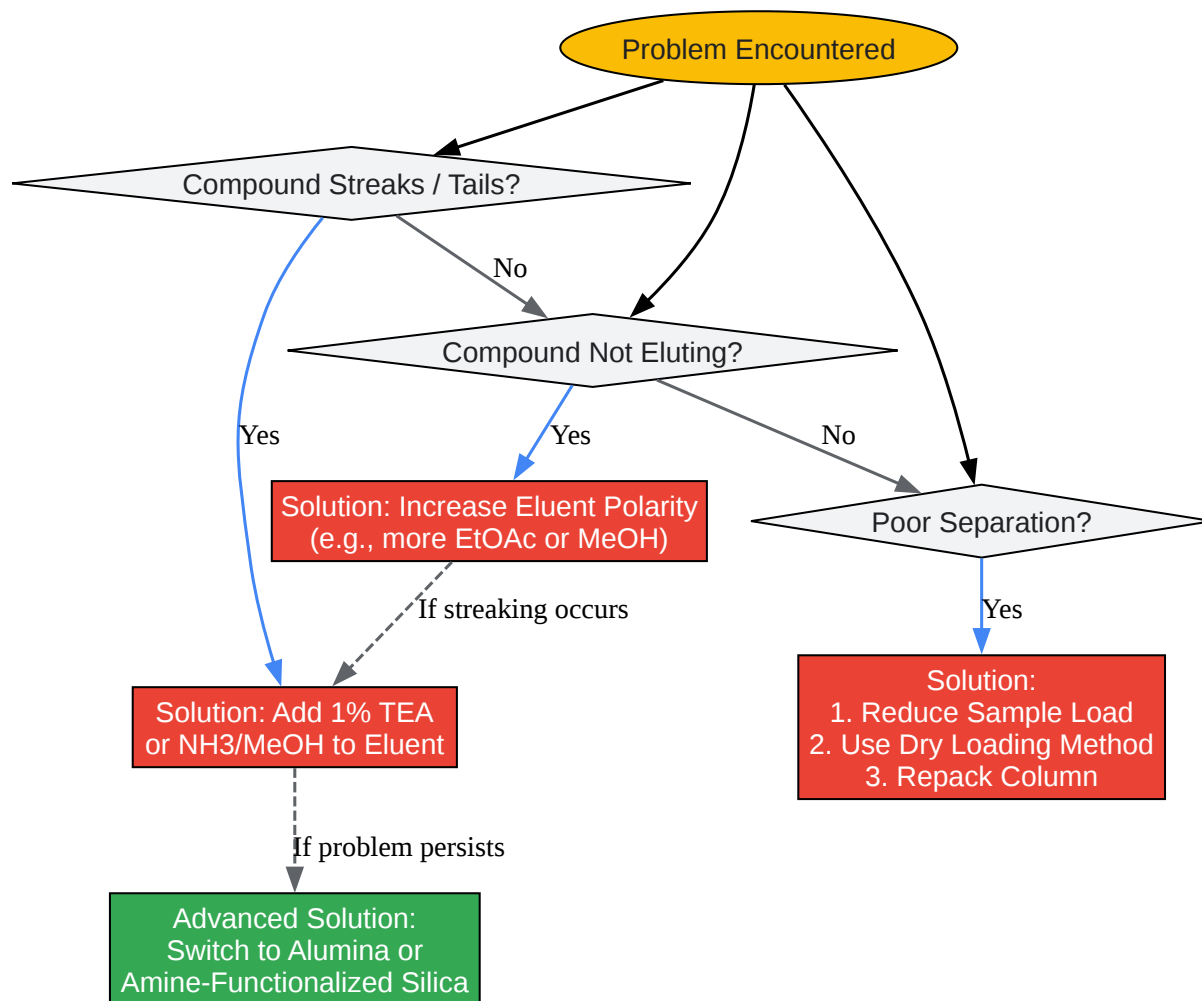 Problem Encountered
Compound Streaks / Tails?
No
Compound Not Eluting?
Yes
Yes
No
Solution: Increase Eluent Polarity
(e.g., more EtOAc or MeOH)
Poor Separation?
If streaking occurs
Yes
Solution: Add 1% TEA
or NH3/MeOH to Eluent
Solution:
1. Reduce Sample Load
2. Use Dry Loading Method
3. Repack Column
If problem persists
Advanced Solution:
Switch to Alumina or
Amine-Functionalized Silica